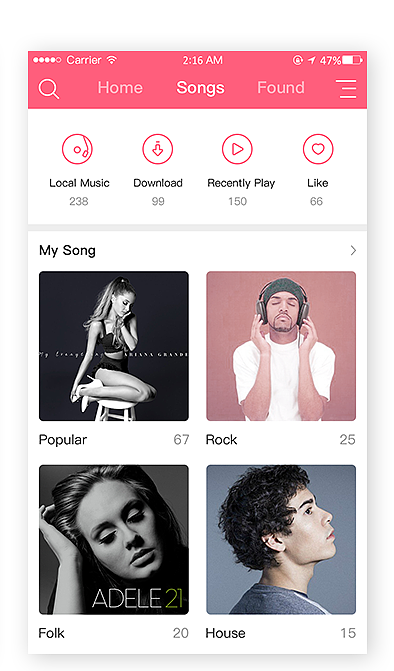 Carrier 2:16 AM 47%
Home Songs Found
Local Music Download Recently Play Like
238 99 150 66
My Song
My Everything ARIANA GRANDE
Popular 67 Rock 25
ADELE 21
Folk 20 House 15